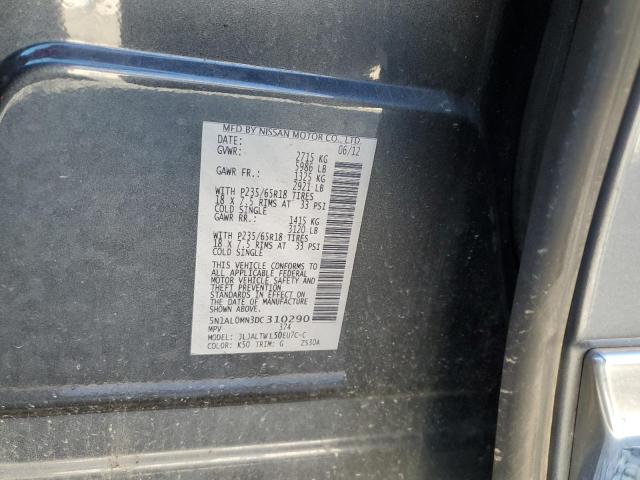 MFD BY NISSAN MOTOR CO., LTD.
DATE: 06/12
GVWR: 2715 KG
5986 LB
GAWR FR.: 1325 KG
2921 LB
WITH P235/65R18 TIRES
18 X 7.5 RIMS AT 33 PSI
COLD SINGLE
GAWR RR.: 1415 KG
3120 LB
WITH P235/65R18 TIRES
18 X 7.5 RIMS AT 33 PSI
COLD SINGLE
THIS VEHICLE CONFORMS TO
ALL APPLICABLE FEDERAL
MOTOR VEHICLE SAFETY AND
THEFT PREVENTION
STANDARDS IN EFFECT ON
THE DATE OF MANUFACTURE
SHOWN ABOVE.
5N1AL0MN3DC310290
MPV 374
MODEL: JLJALTWL50EU7C-C
COLOR: K50 TRIM: G ZS3DA